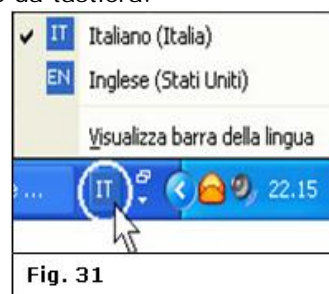 da tastiera.
IT Italiano (Italia)
EN Inglese (Stati Uniti)
Visualizza barra della lingua
e ... IT 22.15
Fig. 31